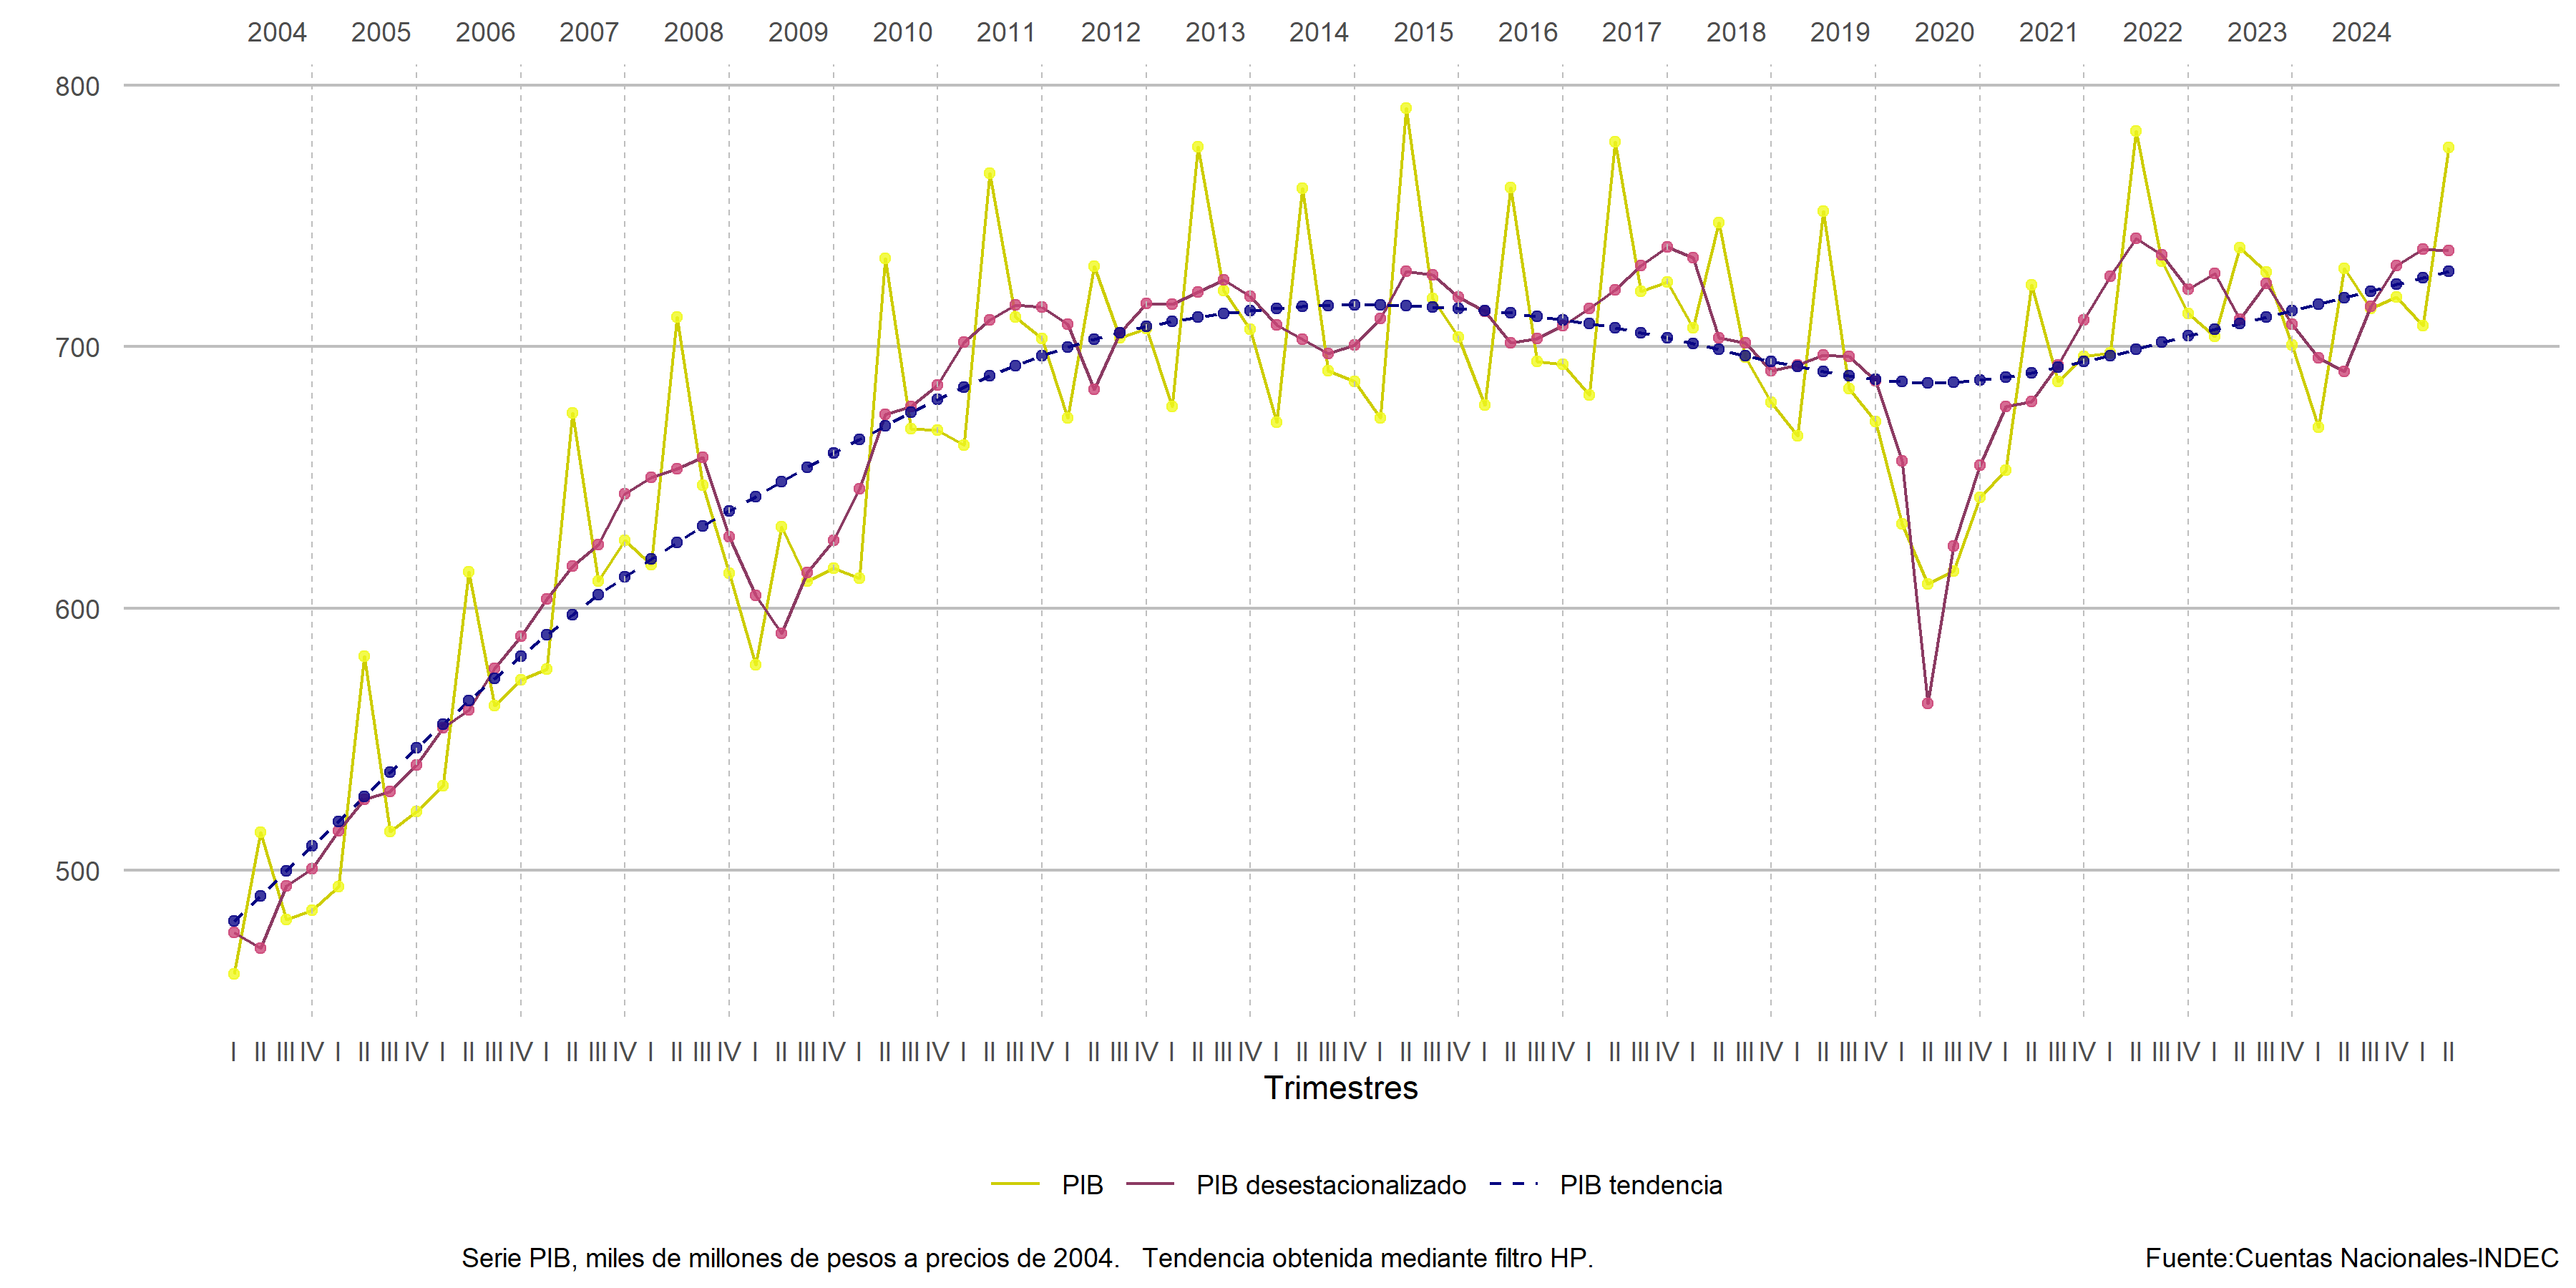 2004 2005 2006 2007 2008 2009 2010 2011 2012 2013 2014 2015 2016 2017 2018 2019 2020 2021 2022 2023 2024
800
700
600
500
I II III IV I II III IV I II III IV I II III IV I II III IV I II III IV I II III IV I II III IV I II III IV I II III IV I II III IV I II III IV I II III IV I II III IV I II III IV I II III IV I II III IV I II III IV I II III IV I II III IV I II III IV I II
Trimestres
PIB PIB desestacionalizado PIB tendencia
Serie PIB, miles de millones de pesos a precios de 2004. Tendencia obtenida mediante filtro HP. Fuente:Cuentas Nacionales-INDEC